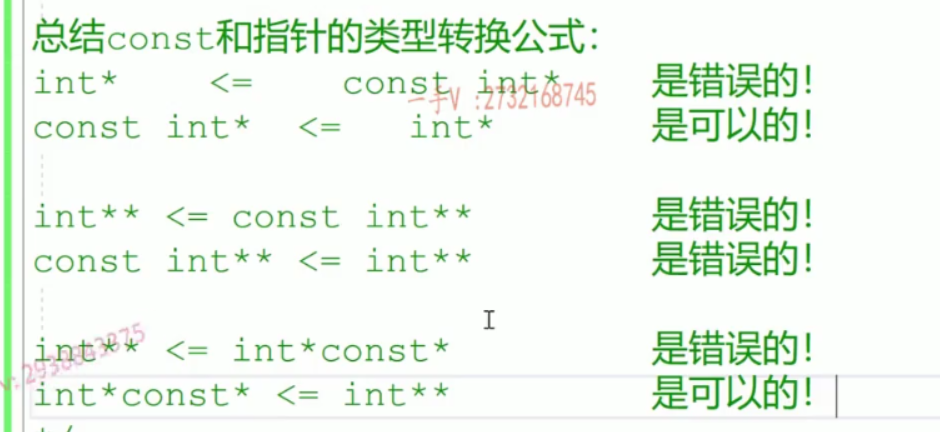 总结const和指针的类型转换公式：
int* <= const int* 是错误的！
一手V :2732168745
const int* <= int* 是可以的！
int** <= const int** 是错误的！
const int** <= int** 是错误的！
int** <= int*const* 是错误的！
v:2938843375
int*const* <= int** 是可以的！